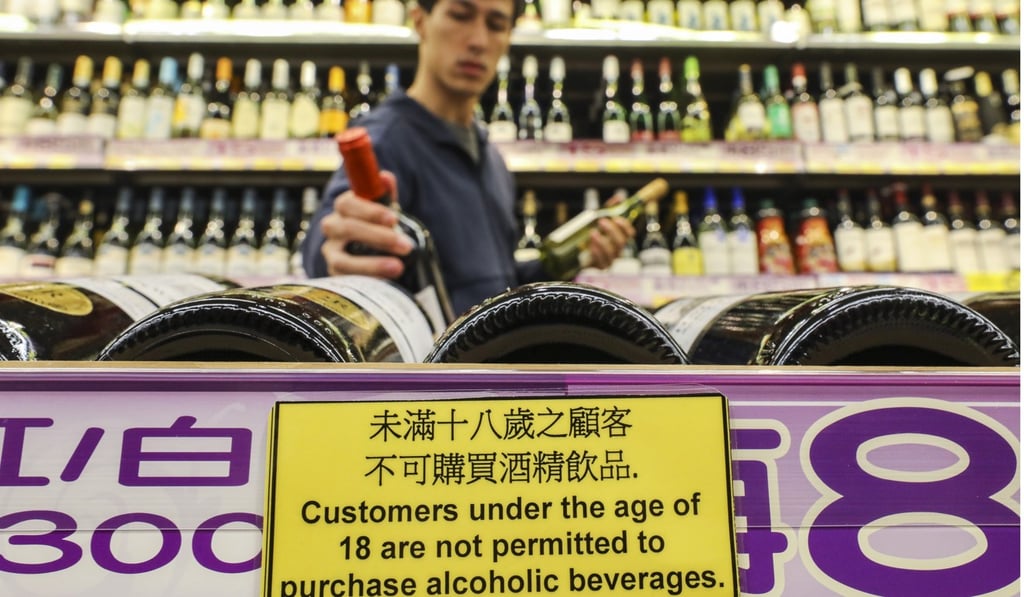 未滿十八歲之顧客
不可購買酒精飲品.
Customers under the age of
18 are not permitted to
purchase alcoholic beverages.
/白
300
8